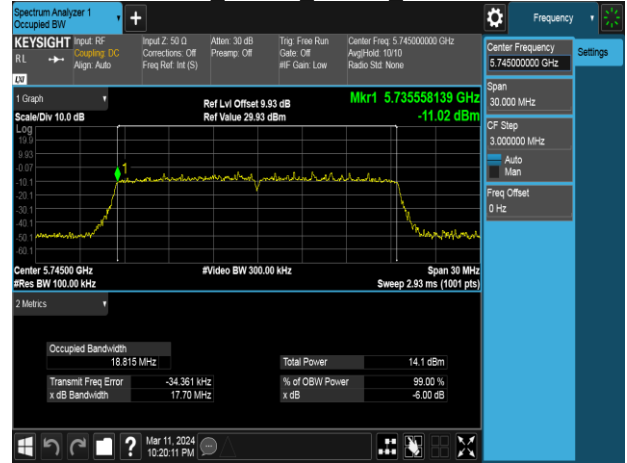 Spectrum Analyzer 1
Occupied BW
Frequency
KEYSIGHT
RL
LXI
Input: RF
Coupling: DC
Align: Auto
Input Z: 50 Ω
Corrections: Off
Freq Ref: Int (S)
Atten: 30 dB
Preamp: Off
Trig: Free Run
Gate: Off
#IF Gain: Low
Center Freq: 5.745000000 GHz
Avg|Hold: 10/10
Radio Std: None
Center Frequency
5.745000000 GHz
Settings
Span
30.000 MHz
CF Step
3.000000 MHz
Auto
Man
Freq Offset
0 Hz
1 Graph
Scale/Div 10.0 dB
Ref Lvl Offset 9.93 dB
Ref Value 29.93 dBm
Mkr1 5.735558139 GHz
-11.02 dBm
Log
19.9
9.93
-0.07
-10.1
-20.1
-30.1
-40.1
-50.1
-60.1
1
Center 5.74500 GHz
#Res BW 100.00 kHz
#Video BW 300.00 kHz
Span 30 MHz
Sweep 2.93 ms (1001 pts)
2 Metrics
Occupied Bandwidth
18.815 MHz
Total Power 14.1 dBm
Transmit Freq Error -34.361 kHz
% of OBW Power 99.00 %
x dB Bandwidth 17.70 MHz
x dB -6.00 dB
?
Mar 11, 2024
10:20:11 PM